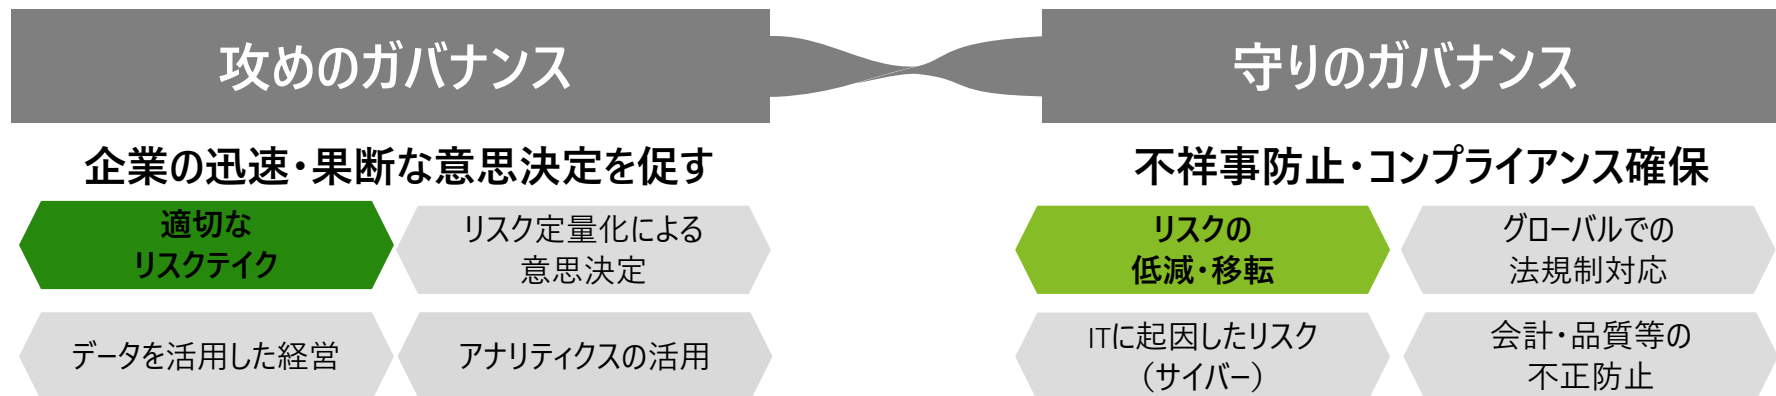 攻めのガバナンス
守りのガバナンス
企業の迅速・果断な意思決定を促す
適切な
リスクテイク
リスク定量化による
意思決定
データを活用した経営
アナリティクスの活用
不祥事防止・コンプライアンス確保
リスクの
低減・移転
グローバルでの
法規制対応
ITに起因したリスク
（サイバー）
会計・品質等の
不正防止